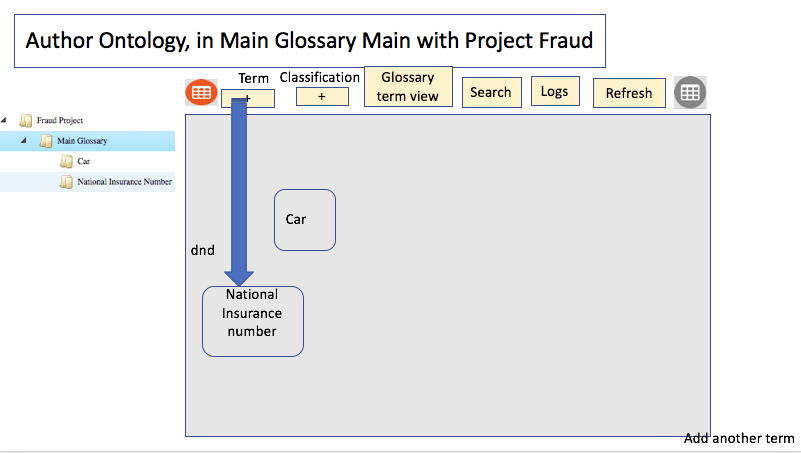 Author Ontology, in Main Glossary Main with Project Fraud
Term
+
Classification
+
Glossary
term view
Search
Logs
Refresh
Fraud Project
Main Glossary
Car
National Insurance Number
Car
dnd
National
Insurance
number
Add another term